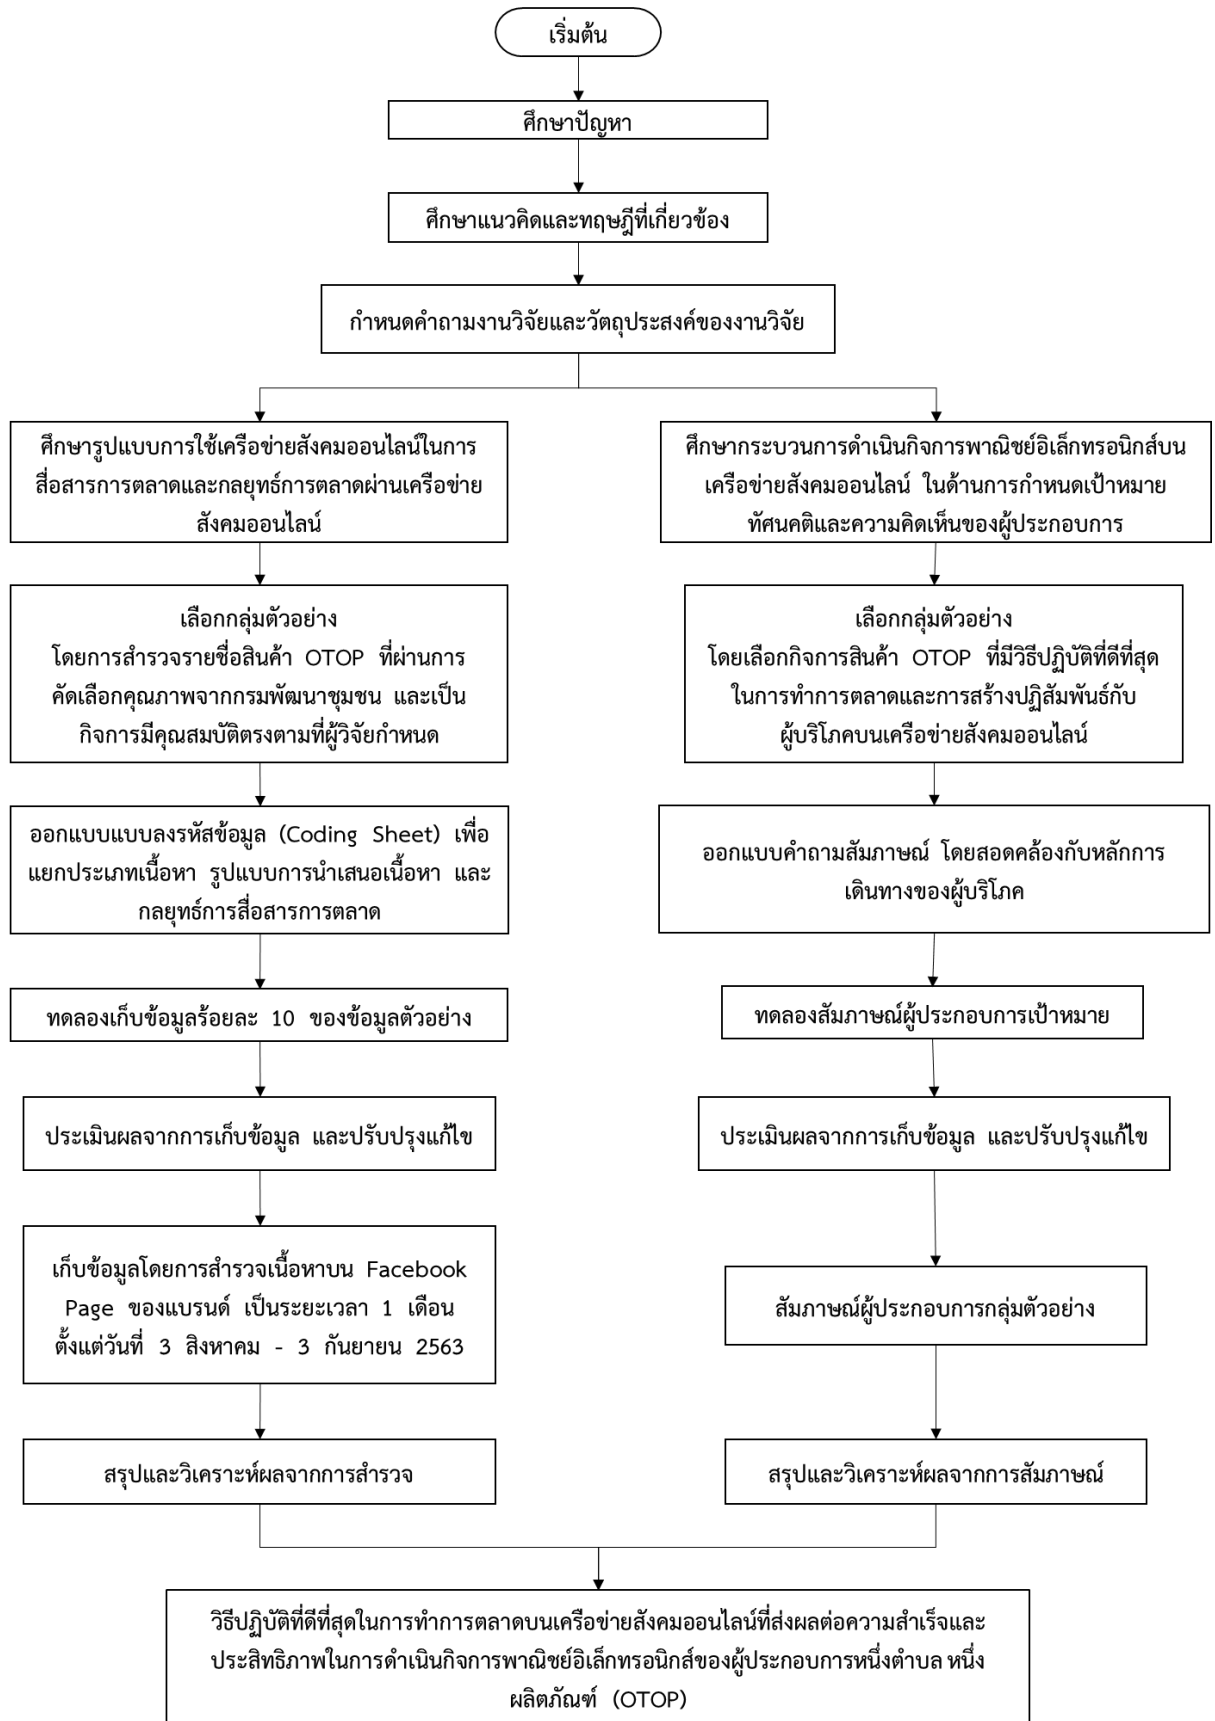 เริ่มต้น
ศึกษาปัญหา
ศึกษาแนวคิดและทฤษฎีที่เกี่ยวข้อง
กำหนดคำถามงานวิจัยและวัตถุประสงค์ของงานวิจัย
ศึกษารูปแบบการใช้เครือข่ายสังคมออนไลน์ในการ
สื่อสารการตลาดและกลยุทธ์การตลาดผ่านเครือข่าย
สังคมออนไลน์
เลือกกลุ่มตัวอย่าง
โดยการสำรวจรายชื่อสินค้า OTOP ที่ผ่านการ
คัดเลือกคุณภาพจากกรมพัฒนาชุมชน และเป็น
กิจการมีคุณสมบัติตรงตามที่ผู้วิจัยกำหนด
ออกแบบแบบลงรหัสข้อมูล (Coding Sheet) เพื่อ
แยกประเภทเนื้อหา รูปแบบการนำเสนอเนื้อหา และ
กลยุทธ์การสื่อสารการตลาด
ทดลองเก็บข้อมูลร้อยละ 10 ของข้อมูลตัวอย่าง
ประเมินผลจากการเก็บข้อมูล และปรับปรุงแก้ไข
เก็บข้อมูลโดยการสำรวจเนื้อหาบน Facebook
Page ของแบรนด์ เป็นระยะเวลา 1 เดือน
ตั้งแต่วันที่ 3 สิงหาคม - 3 กันยายน 2563
สรุปและวิเคราะห์ผลจากการสำรวจ
ศึกษากระบวนการดำเนินกิจการพาณิชย์อิเล็กทรอนิกส์บน
เครือข่ายสังคมออนไลน์ ในด้านการกำหนดเป้าหมาย
ทัศนคติและความคิดเห็นของผู้ประกอบการ
เลือกกลุ่มตัวอย่าง
โดยเลือกกิจการสินค้า OTOP ที่มีวิธีปฏิบัติที่ดีที่สุด
ในการทำการตลาดและการสร้างปฏิสัมพันธ์กับ
ผู้บริโภคบนเครือข่ายสังคมออนไลน์
ออกแบบคำถามสัมภาษณ์ โดยสอดคล้องกับหลักการ
เดินทางของผู้บริโภค
ทดลองสัมภาษณ์ผู้ประกอบการเป้าหมาย
ประเมินผลจากการเก็บข้อมูล และปรับปรุงแก้ไข
สัมภาษณ์ผู้ประกอบการกลุ่มตัวอย่าง
สรุปและวิเคราะห์ผลจากการสัมภาษณ์
วิธีปฏิบัติที่ดีที่สุดในการทำการตลาดบนเครือข่ายสังคมออนไลน์ที่ส่งผลต่อความสำเร็จและ
ประสิทธิภาพในการดำเนินกิจการพาณิชย์อิเล็กทรอนิกส์ของผู้ประกอบการหนึ่งตำบล หนึ่ง
ผลิตภัณฑ์ (OTOP)